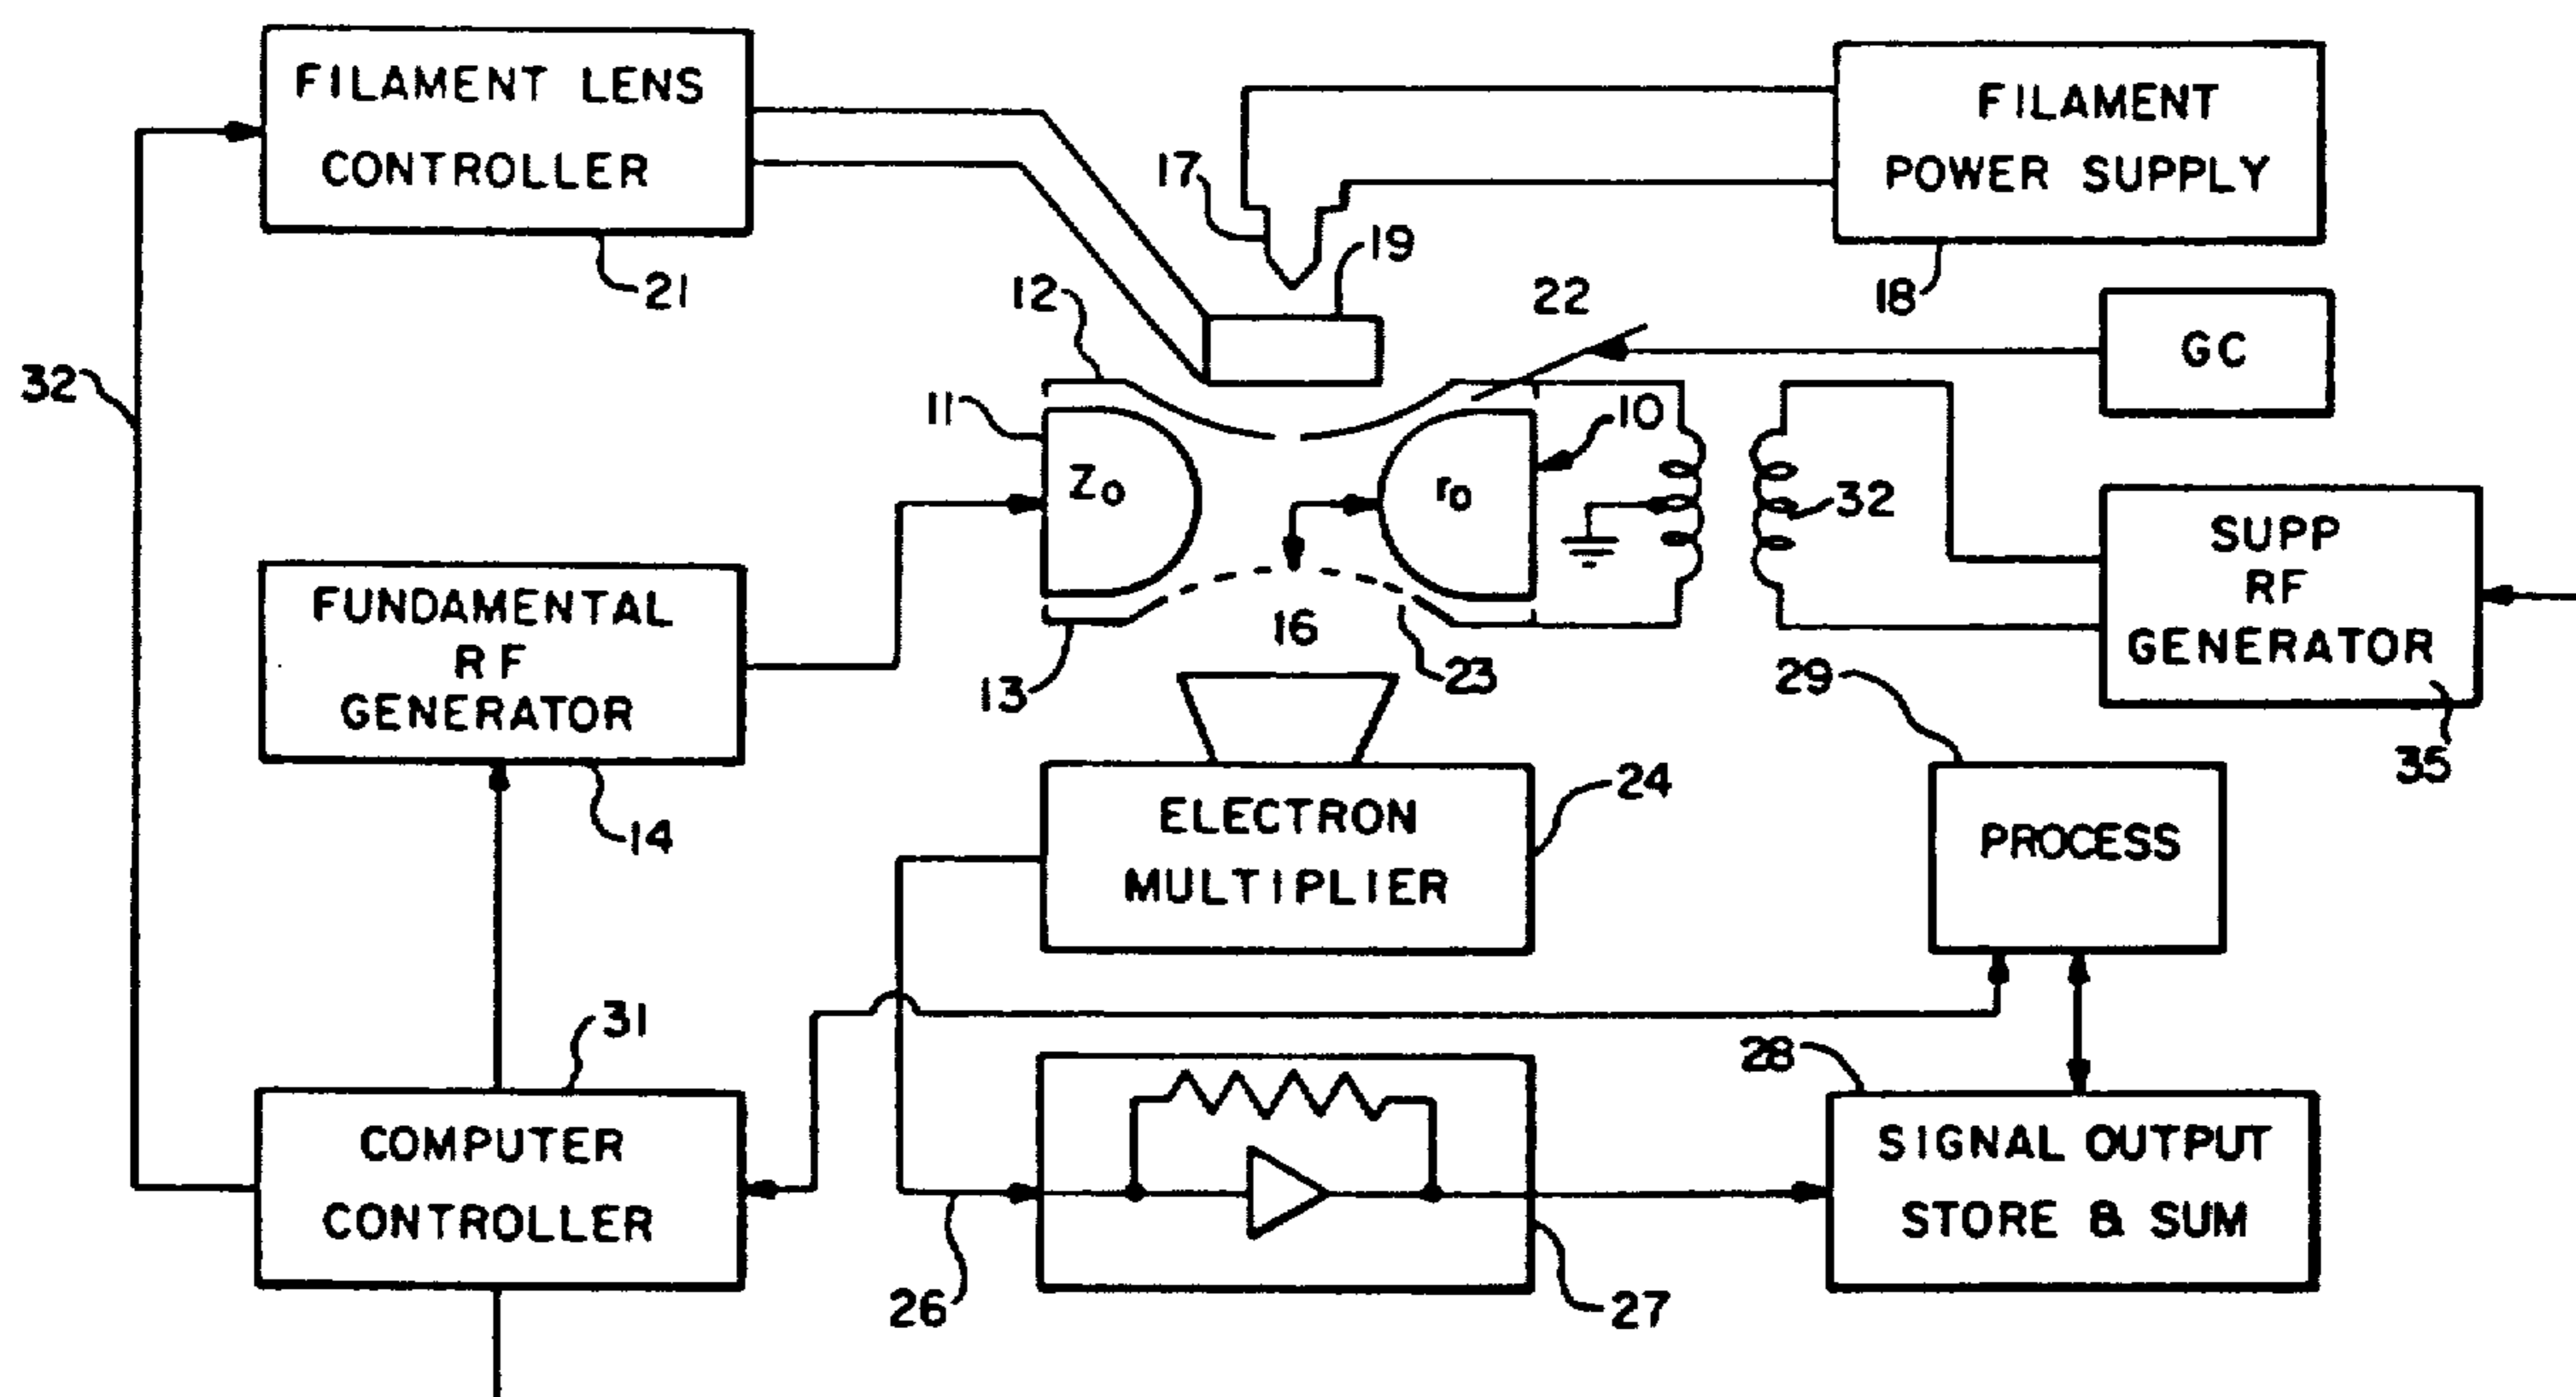 FILAMENT LENS
CONTROLLER
21
FILAMENT
POWER SUPPLY
18
17
19
12
22
GC
32
11
Z0
10
r0
32
SUPP
RF
GENERATOR
35
FUNDAMENTAL
RF
GENERATOR
14
13
16
23
29
PROCESS
ELECTRON
MULTIPLIER
24
31
COMPUTER
CONTROLLER
26
27
28
SIGNAL OUTPUT
STORE & SUM